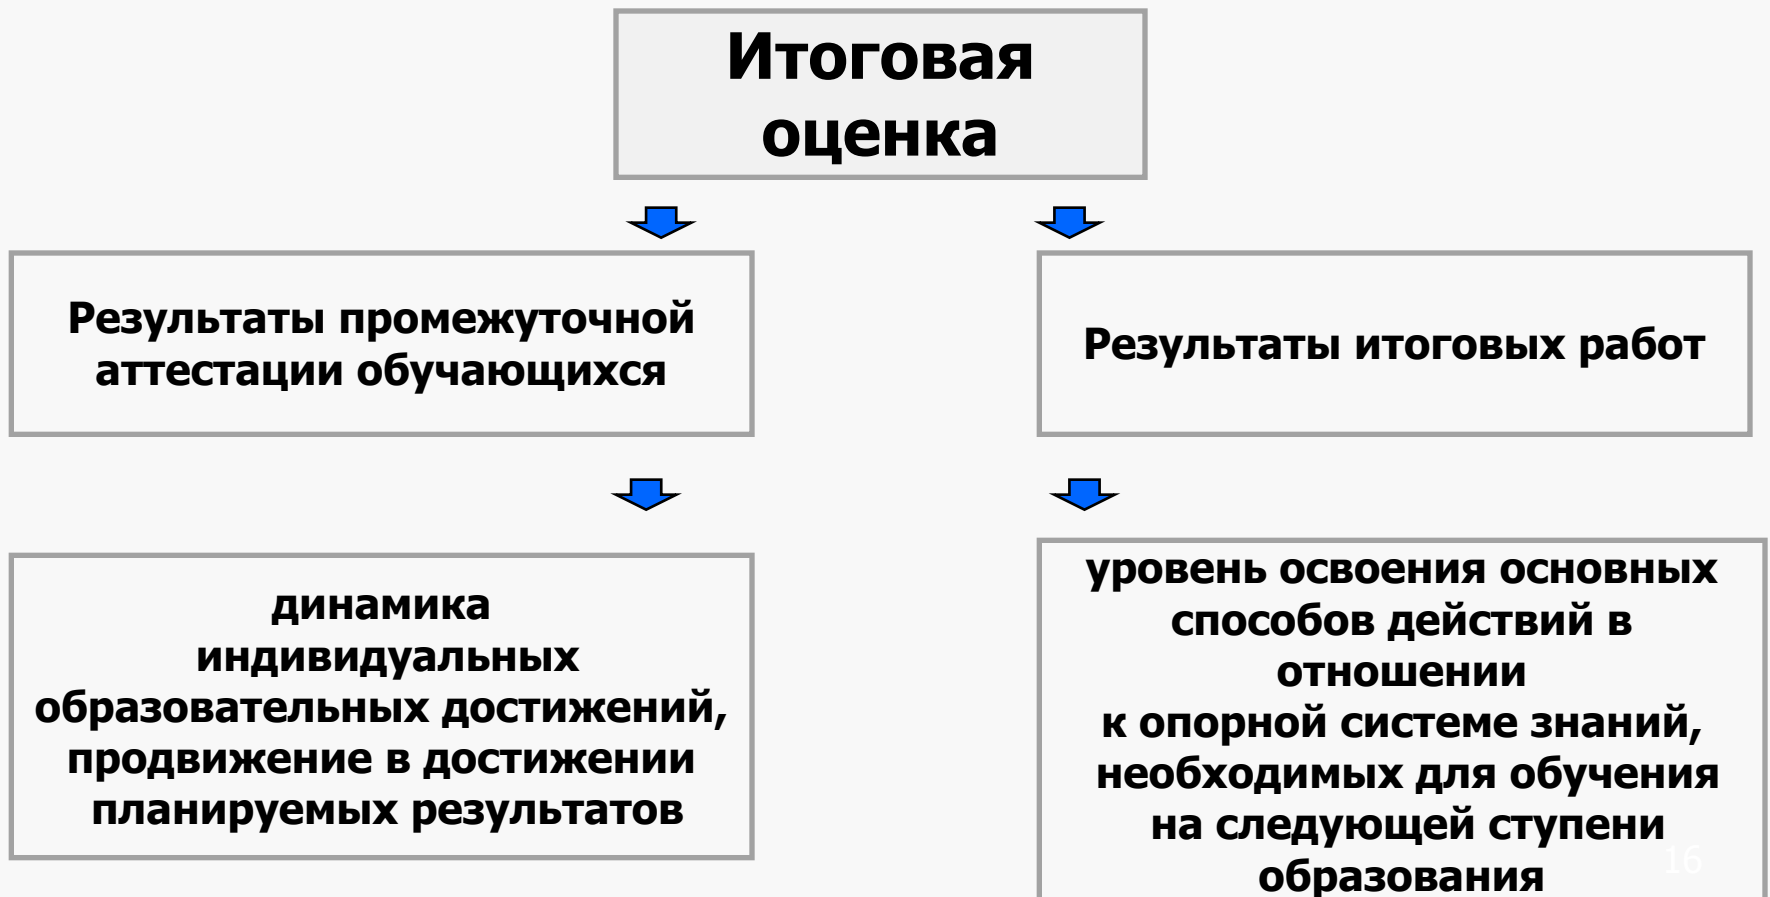 Итоговая
оценка
Результаты промежуточной
аттестации обучающихся
Результаты итоговых работ
динамика
индивидуальных
образовательных достижений,
продвижение в достижении
планируемых результатов
уровень освоения основных
способов действий в
отношении
к опорной системе знаний,
необходимых для обучения
на следующей ступени
образования
16